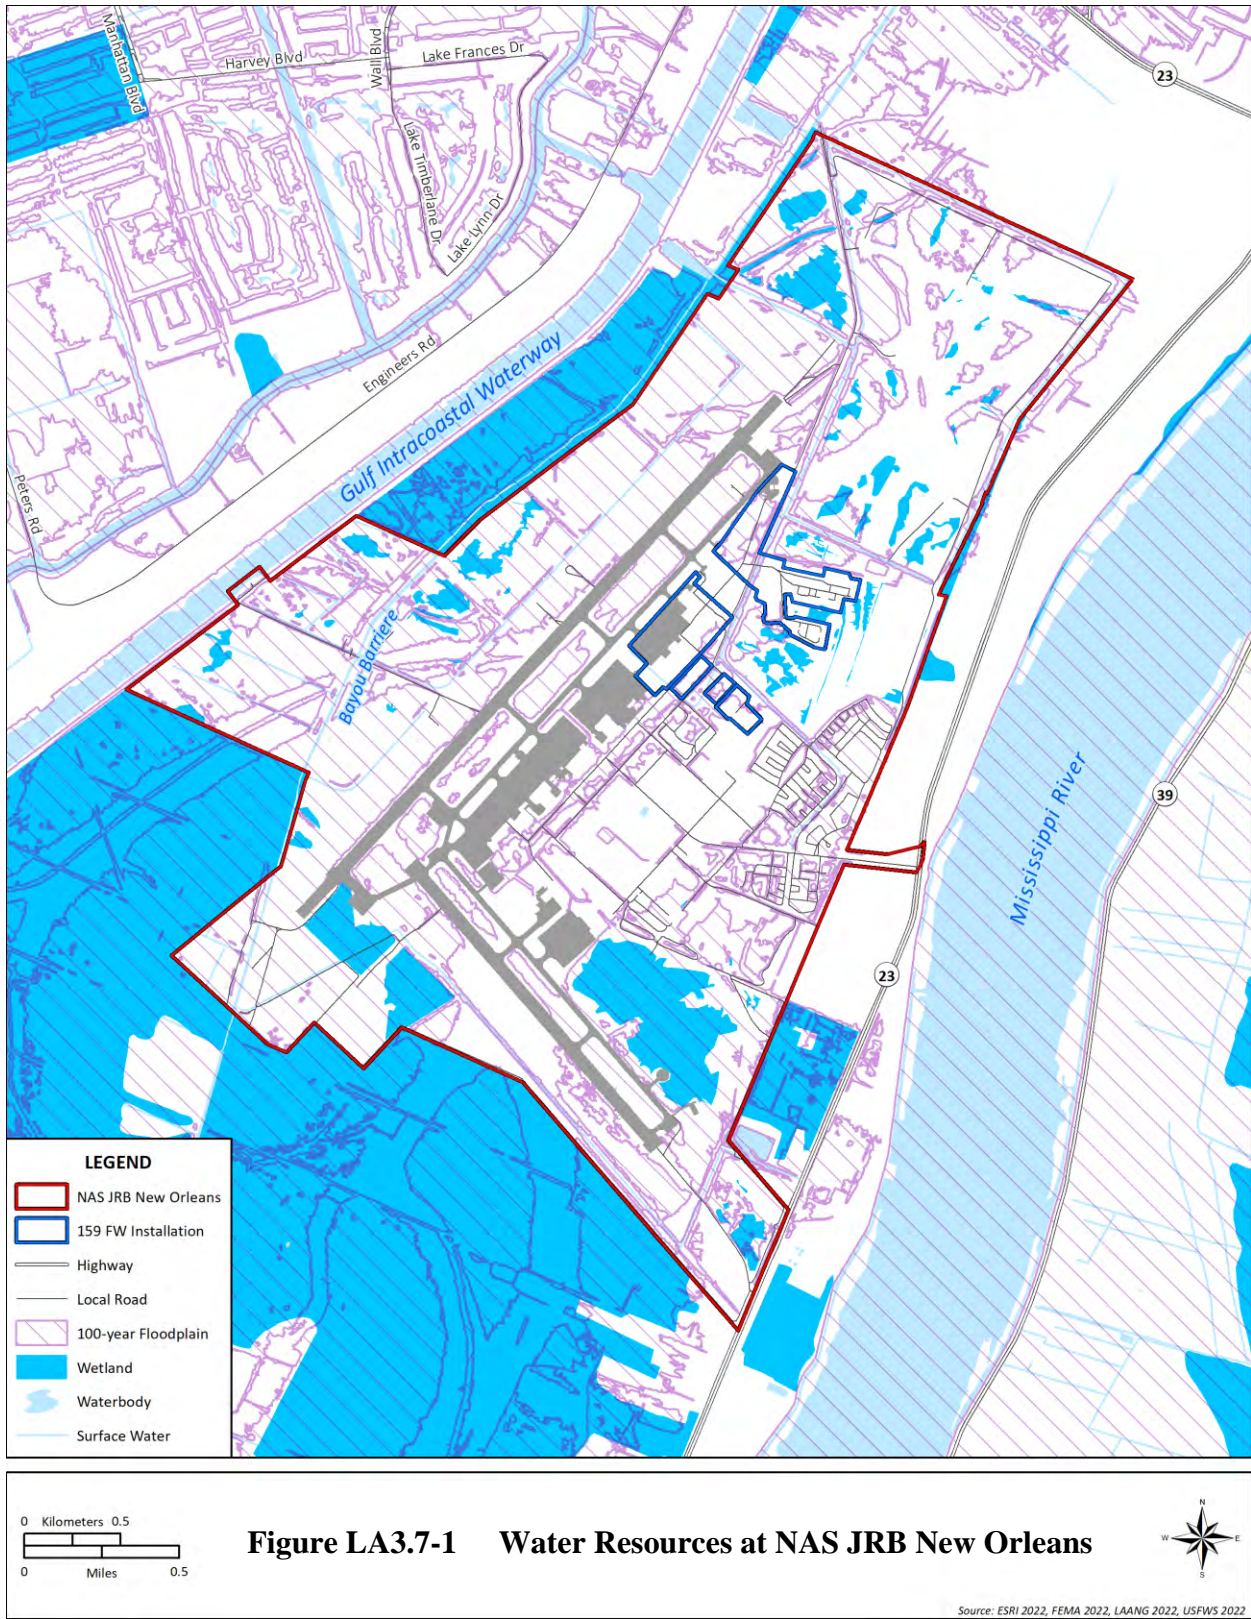 Manhattan Blvd
Harvey Blvd
Wall Blvd
Lake Frances Dr
23
Lake Timberlane Dr
Lake Lynn Dr
Engineers Rd
Gulf Intracoastal Waterway
Peters Rd
Bayou Barriere
39
Mississippi River
23
LEGEND
NAS JRB New Orleans
159 FW Installation
Highway
Local Road
100-year Floodplain
Wetland
Waterbody
Surface Water
0 Kilometers 0.5
0 Miles 0.5
Figure LA3.7-1 Water Resources at NAS JRB New Orleans
N
W E
S
Source: ESRI 2022, FEMA 2022, LAANG 2022, USFWS 2022